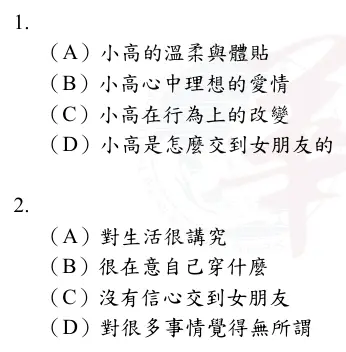 1.
（A）小高的溫柔與體貼
（B）小高心中理想的愛情
（C）小高在行為上的改變
（D）小高是怎麼交到女朋友的
2.
（A）對生活很講究
（B）很在意自己穿什麼
（C）沒有信心交到女朋友
（D）對很多事情覺得無所謂